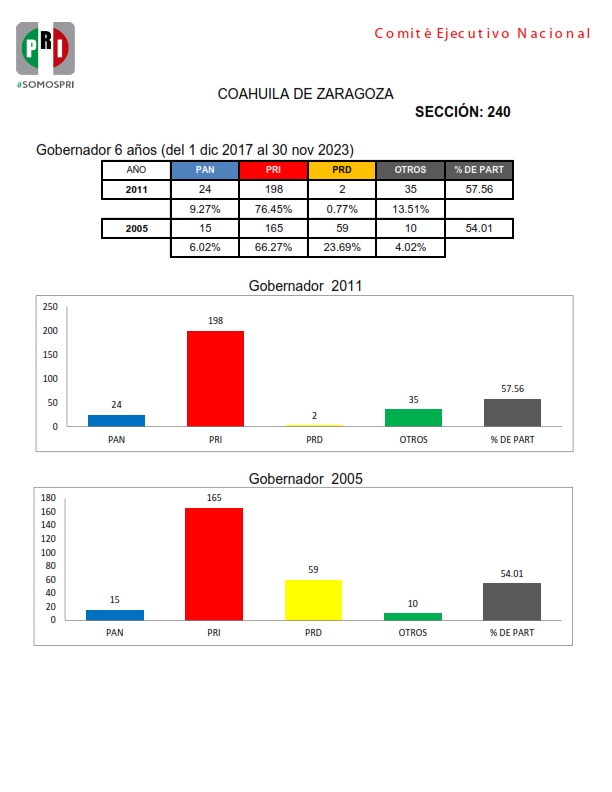 Comité Ejecutivo Nacional
PRI
#SOMOSPRI
COAHUILA DE ZARAGOZA
SECCIÓN: 240
Gobernador 6 años (del 1 dic 2017 al 30 nov 2023)
AÑO PAN PRI PRD OTROS % DE PART
2011 24 198 2 35 57.56
9.27% 76.45% 0.77% 13.51%
2005 15 165 59 10 54.01
6.02% 66.27% 23.69% 4.02%
Gobernador 2011
250
200
150
100
50
0
24
198
2
35
57.56
PAN PRI PRD OTROS % DE PART
Gobernador 2005
180
160
140
120
100
80
60
40
20
0
15
165
59
10
54.01
PAN PRI PRD OTROS % DE PART